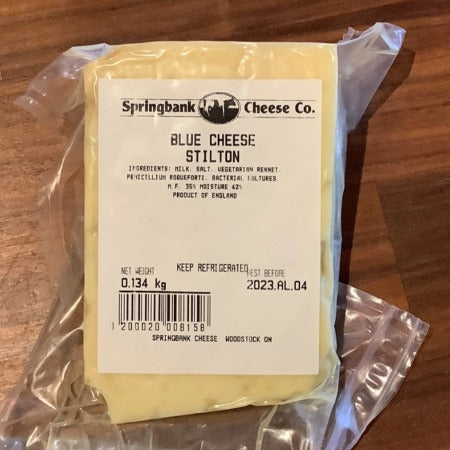 Springbank Cheese Co.
BLUE CHEESE
STILTON
INGREDIENTS: MILK, SALT, VEGETARIAN RENNET,
PENICILLIUM ROQUEFORTI, BACTERIAL CULTURES.
M.F. 35% MOISTURE 42%
PRODUCT OF ENGLAND
KEEP REFRIGERATED
NET WEIGHT BEST BEFORE
0.134 kg 2023.AL.04
1 200020 008158
SPRINGBANK CHEESE WOODSTOCK ON